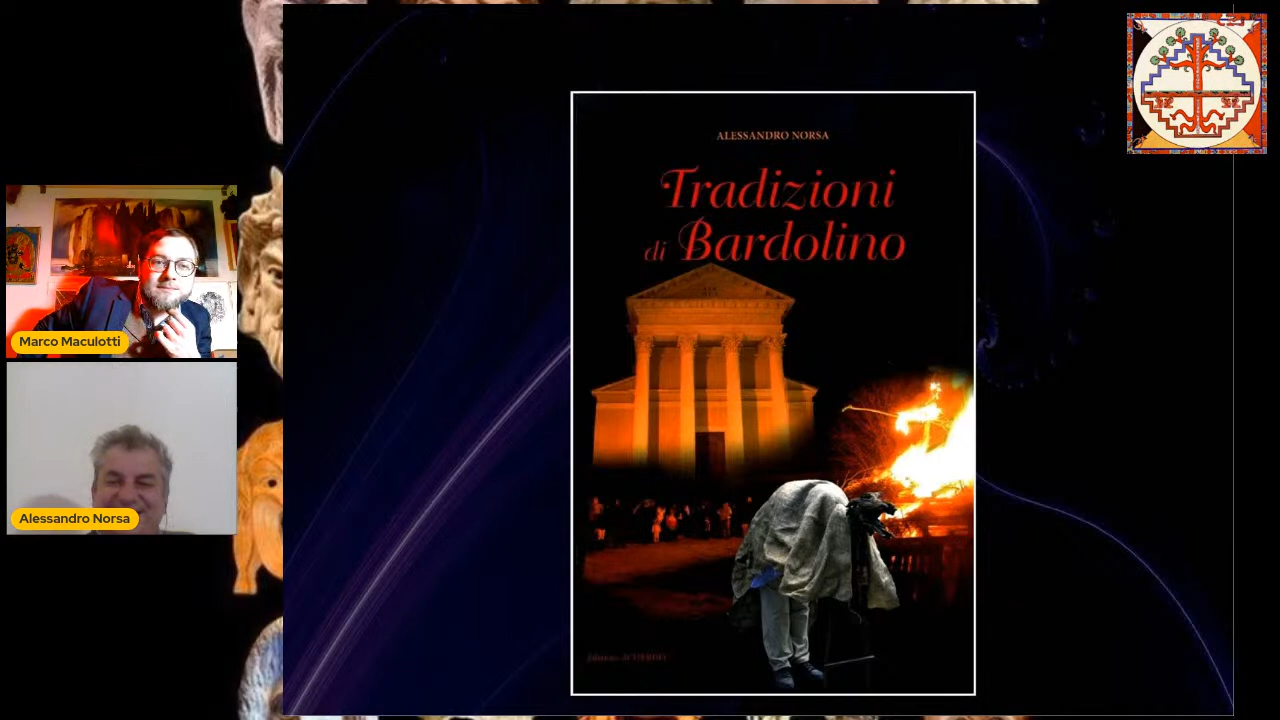 ALESSANDRO NORSA
Tradizioni
di Bardolino
Marco Maculotti
Alessandro Norsa